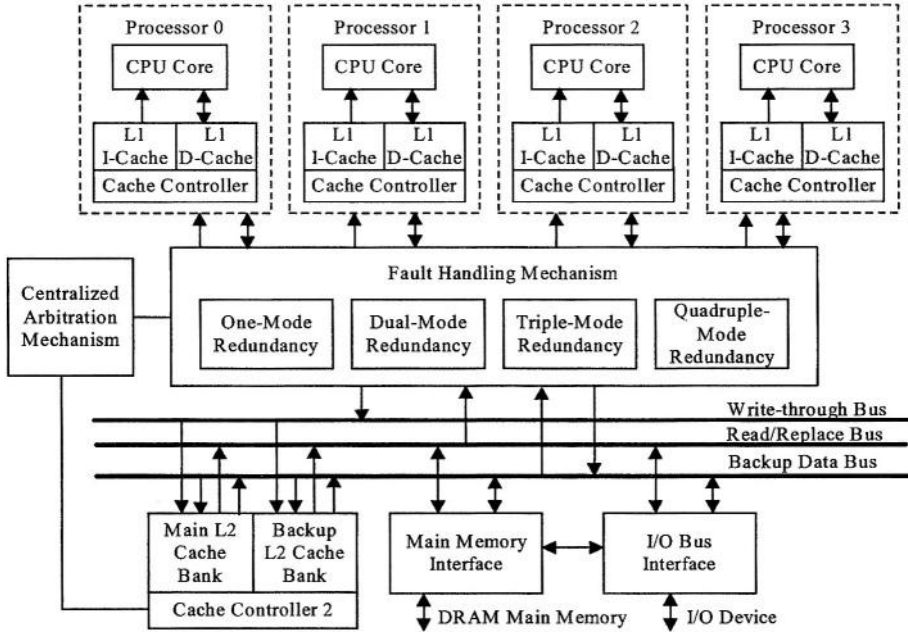 Processor 0
Processor 1
Processor 2
Processor 3
CPU Core
CPU Core
CPU Core
CPU Core
L1 I-Cache
L1 D-Cache
L1 I-Cache
L1 D-Cache
L1 I-Cache
L1 D-Cache
L1 I-Cache
L1 D-Cache
Cache Controller
Cache Controller
Cache Controller
Cache Controller
Centralized
Arbitration
Mechanism
Fault Handling Mechanism
One-Mode
Redundancy
Dual-Mode
Redundancy
Triple-Mode
Redundancy
Quadruple-
Mode
Redundancy
Write-through Bus
Read/Replace Bus
Backup Data Bus
Main L2
Cache
Bank
Backup
L2 Cache
Bank
Cache Controller 2
Main Memory
Interface
I/O Bus
Interface
DRAM Main Memory
I/O Device